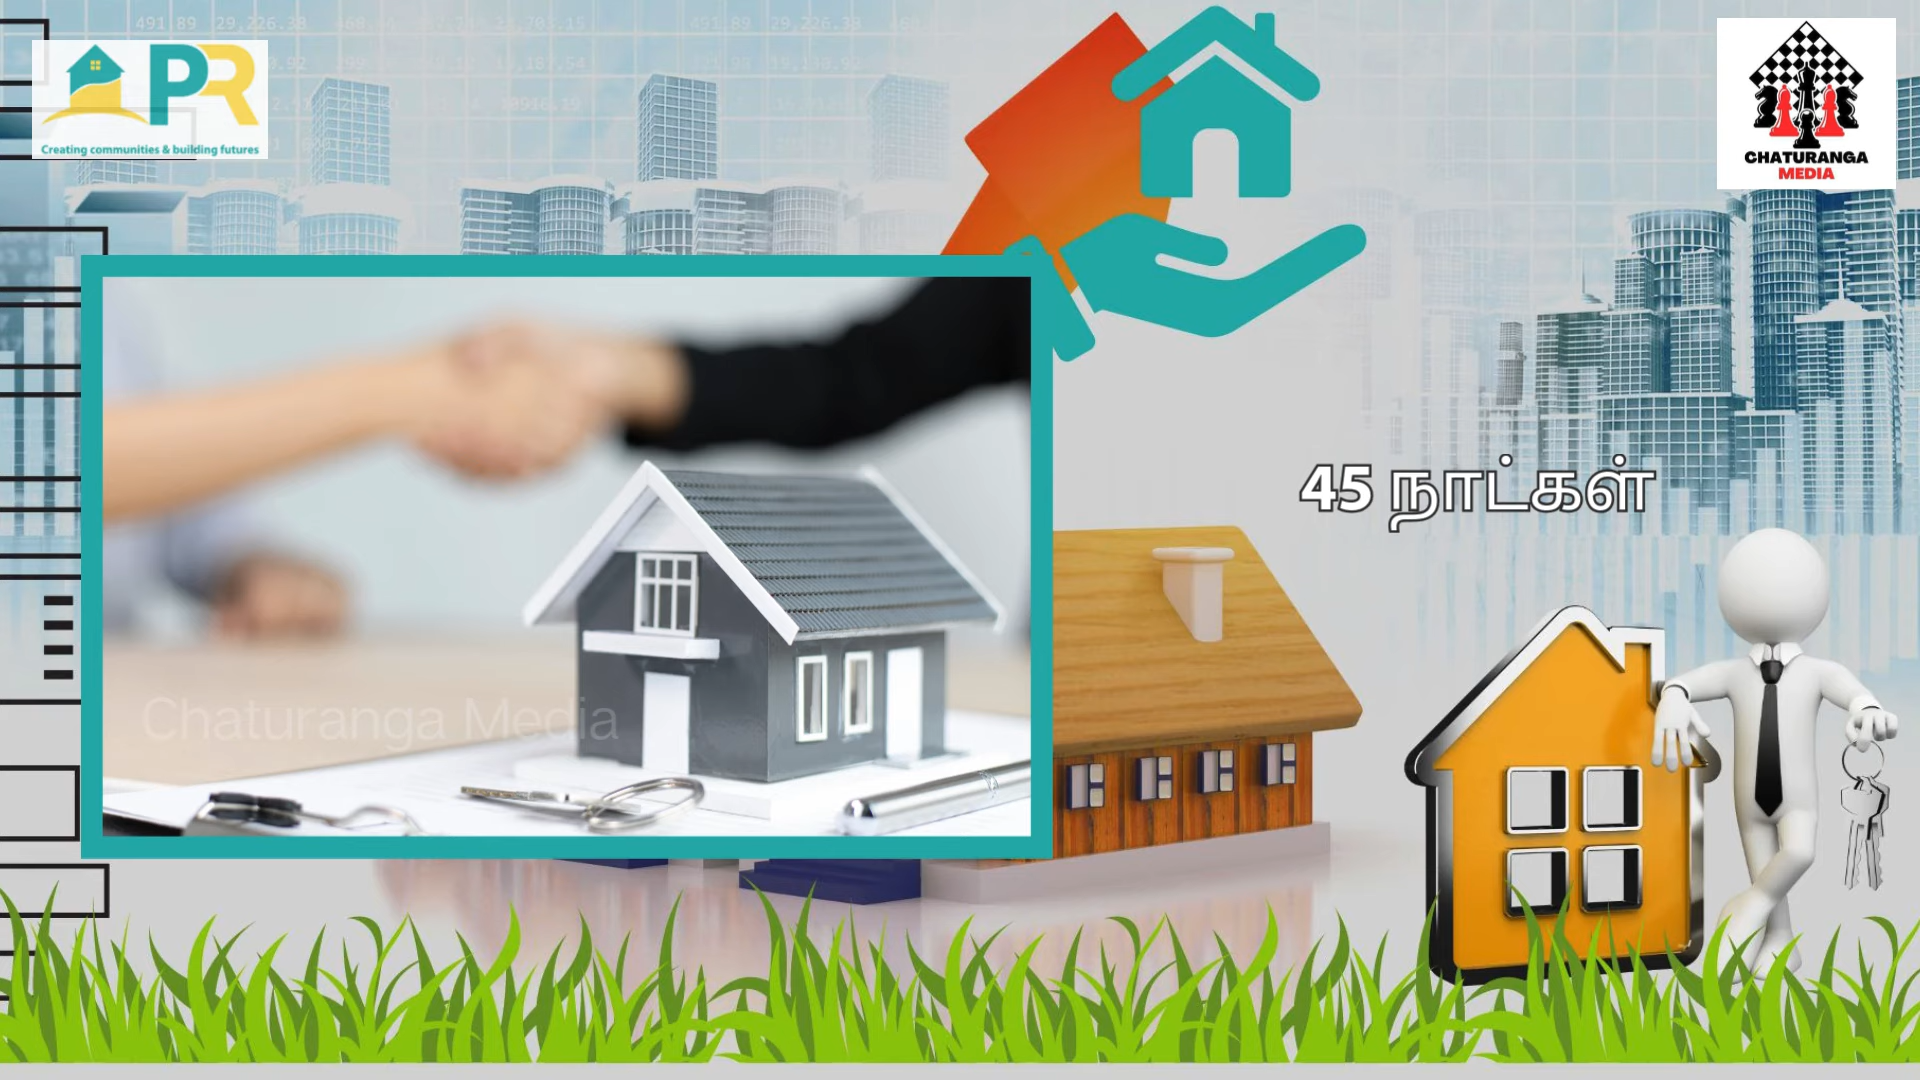 PR
Creating communities & building futures
CHATURANGA
MEDIA
45 நாட்கள்
Chaturanga Media